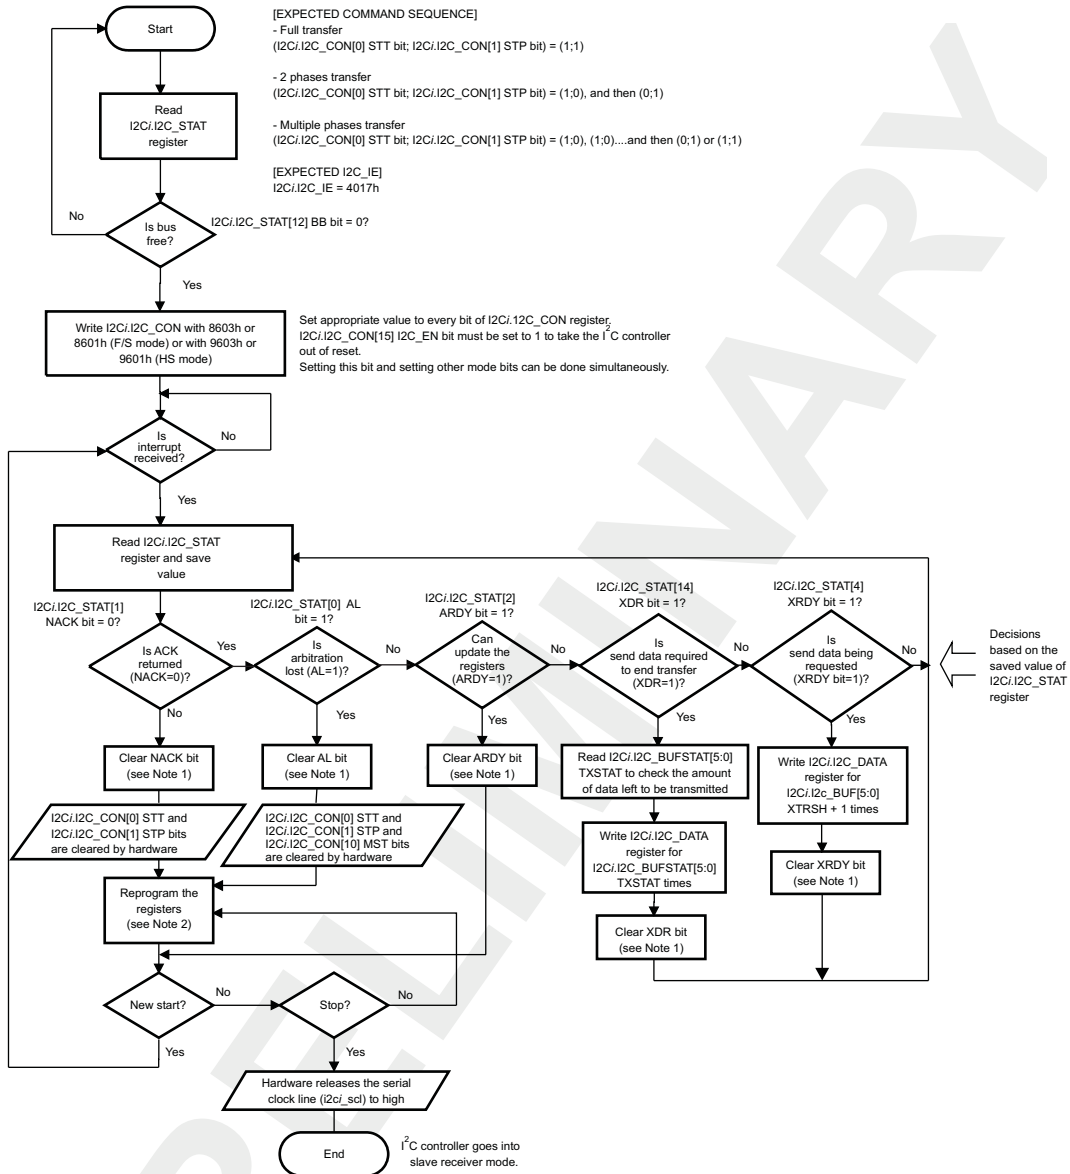 Start
[EXPECTED COMMAND SEQUENCE]
- Full transfer
(I2Ci.I2C_CON[0] STT bit; I2Ci.I2C_CON[1] STP bit) = (1;1)
- 2 phases transfer
(I2Ci.I2C_CON[0] STT bit; I2Ci.I2C_CON[1] STP bit) = (1;0), and then (0;1)
- Multiple phases transfer
(I2Ci.I2C_CON[0] STT bit; I2Ci.I2C_CON[1] STP bit) = (1;0), (1;0)....and then (0;1) or (1;1)
[EXPECTED I2C_IE]
I2Ci.I2C_IE = 4017h
Read
I2Ci.I2C_STAT
register
No
Is bus
free?
I2Ci.I2C_STAT[12] BB bit = 0?
Yes
Write I2Ci.I2C_CON with 8603h or
8601h (F/S mode) or with 9603h or
9601h (HS mode)
Set appropriate value to every bit of I2Ci.12C_CON register.
I2Ci.I2C_CON[15] I2C_EN bit must be set to 1 to take the I2C controller
out of reset.
Setting this bit and setting other mode bits can be done simultaneously.
Is
interrupt
received?
No
Yes
Read I2Ci.I2C_STAT
register and save
value
I2Ci.I2C_STAT[1]
NACK bit = 0?
Is ACK
returned
(NACK=0)?
Yes
No
I2Ci.I2C_STAT[0] AL
bit = 1?
Is
arbitration
lost (AL=1)?
No
Yes
I2Ci.I2C_STAT[2]
ARDY bit = 1?
Can
update the
registers
(ARDY=1)?
No
Yes
I2Ci.I2C_STAT[14]
XDR bit = 1?
Is
send data required
to end transfer
(XDR=1)?
No
Yes
I2Ci.I2C_STAT[4]
XRDY bit = 1?
Is
send data being
requested
(XRDY bit=1)?
No
Yes
Decisions
based on the
saved value of
I2Ci.I2C_STAT
register
Clear NACK bit
(see Note 1)
Clear AL bit
(see Note 1)
Clear ARDY bit
(see Note 1)
Read I2Ci.I2C_BUFSTAT[5:0]
TXSTAT to check the amount
of data left to be transmitted
Write I2Ci.I2C_DATA
register for
I2Ci.I2c_BUF[5:0]
XTRSH + 1 times
I2Ci.I2C_CON[0] STT and
I2Ci.I2C_CON[1] STP bits
are cleared by hardware
I2Ci.I2C_CON[0] STT and
I2Ci.I2C_CON[1] STP and
I2Ci.I2C_CON[10] MST bits
are cleared by hardware
Write I2Ci.I2C_DATA
register for
I2Ci.I2C_BUFSTAT[5:0]
TXSTAT times
Clear XRDY bit
(see Note 1)
Reprogram the
registers
(see Note 2)
Clear XDR bit
(see Note 1)
New start?
No
Yes
Stop?
No
Yes
Hardware releases the serial
clock line (i2ci_scl) to high
End
I2C controller goes into
slave receiver mode.
PRELIMINARY